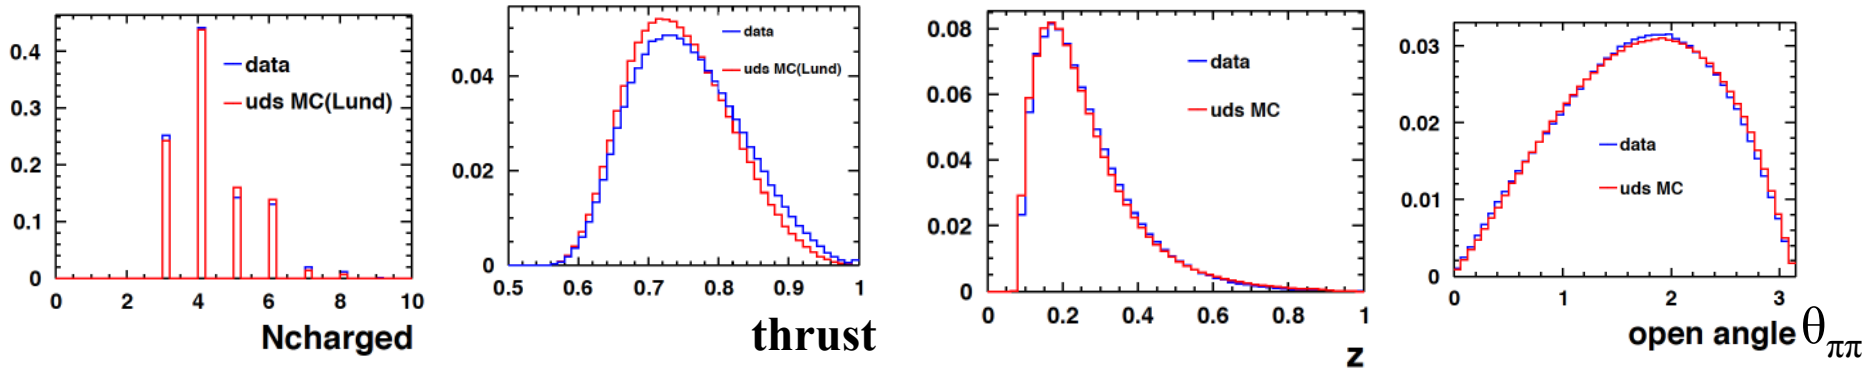 0.4
0.3
0.2
0.1
0
data
uds MC(Lund)
0 2 4 6 8 10
Ncharged
0.04
0.02
0
data
uds MC(Lund)
0.5 0.6 0.7 0.8 0.9 1
thrust
0.08
0.06
0.04
0.02
0
data
uds MC
0 0.2 0.4 0.6 0.8 1
z
0.03
0.02
0.01
0
data
uds MC
0 1 2 3
open angle θππ